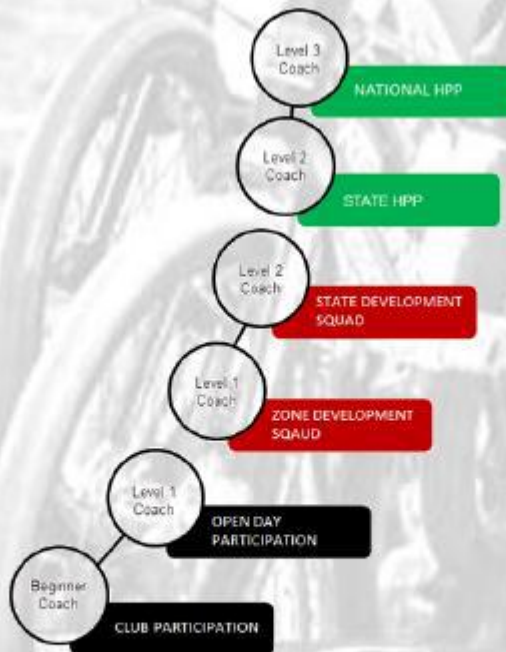 Level 3
Coach
NATIONAL HPP
Level 2
Coach
STATE HPP
Level 2
Coach
STATE DEVELOPMENT
SQUAD
Level 1
Coach
ZONE DEVELOPMENT
SQAUD
Level 1
Coach
OPEN DAY
PARTICIPATION
Beginner
Coach
CLUB PARTICIPATION